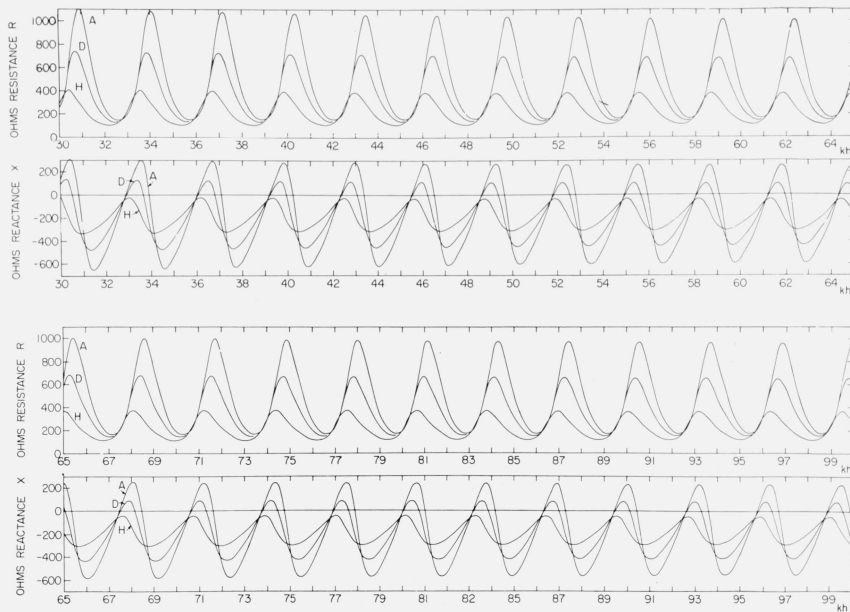 OHMS RESISTANCE R
1000
800
600
400
200
0
A
D
H
30 32 34 36 38 40 42 44 46 48 50 52 54 56 58 60 62 64 kh
OHMS REACTANCE X
200
0
-200
-400
-600
D A
H
30 32 34 36 38 40 42 44 46 48 50 52 54 56 58 60 62 64
kh
OHMS RESISTANCE R
1000
800
600
400
200
0
A
D
H
65 67 69 71 73 75 77 79 81 83 85 87 89 91 93 95 97 99 kh
OHMS REACTANCE X
200
0
-200
-400
-600
A
D
H
65 67 69 71 73 75 77 79 81 83 85 87 89 91 93 95 97 99 kh